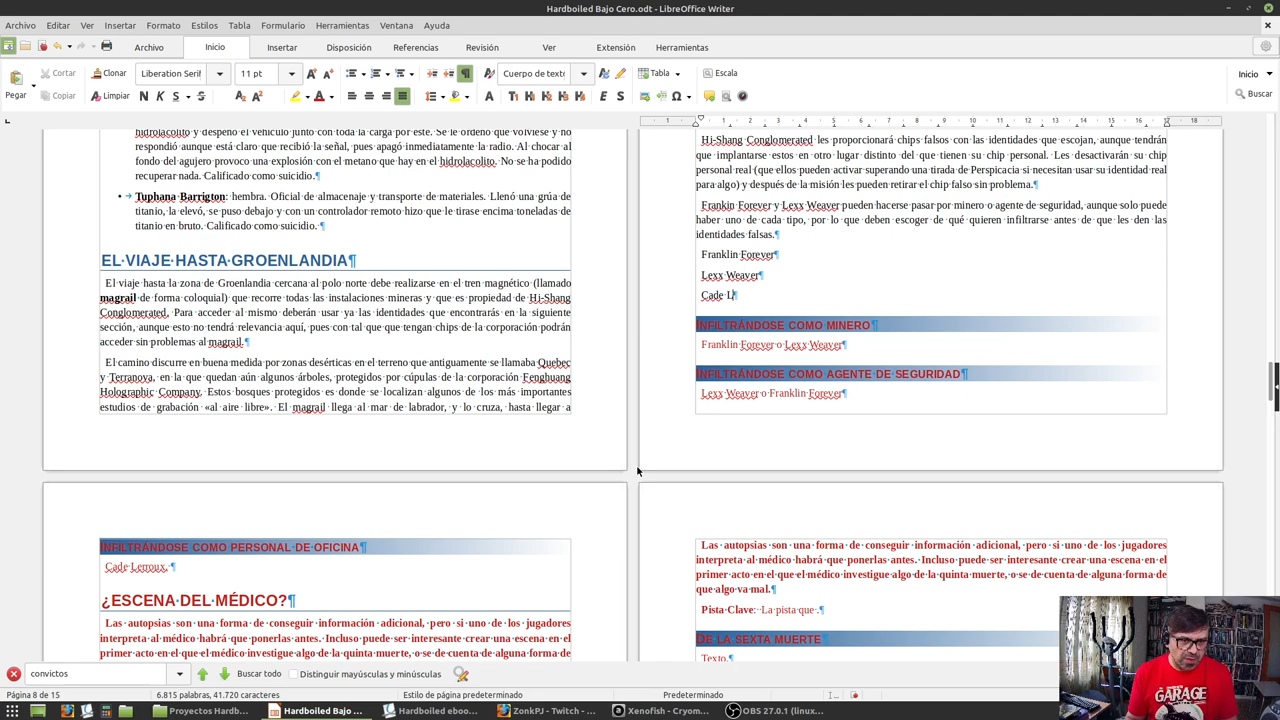 Hardboiled Bajo Cero.odt - LibreOffice Writer
Archivo Editar Ver Insertar Formato Estilos Tabla Formulario Herramientas Ventana Ayuda
Archivo Inicio Insertar Disposición Referencias Revisión Ver Extensión Herramientas
Cortar Clonar Liberation Serif 11 pt Cuerpo de texto Tabla Escala Inicio
Pegar Copiar Limpiar Buscar
hidrolacolito y despeñó el vehículo junto con toda la carga por este. Se le ordenó que volviese y no
respondió aunque está claro que recibió la señal, pues apagó inmediatamente la radio. Al chocar al
fondo del agujero provoco una explosión con el metano que hay en el hidrolacolito. No se ha podido
recuperar nada. Calificado como suicidio.¶
Tuphana Barrigton: hembra. Oficial de almacenaje y transporte de materiales. Llenó una grúa de
titanio, la elevó, se puso debajo y con un controlador remoto hizo que le tirase encima toneladas de
titanio en bruto. Calificado como suicidio. ¶
EL VIAJE HASTA GROENLANDIA¶
El viaje hasta la zona de Groenlandia cercana al polo norte debe realizarse en el tren magnético (llamado
magrail de forma coloquial) que recorre todas las instalaciones mineras y que es propiedad de Hi-Shang
Conglomerated. Para acceder al mismo deberán usar ya las identidades que encontrarás en la siguiente
sección, aunque esto no tendrá relevancia aquí, pues con tal que que tengan chips de la corporación podrán
acceder sin problemas al magrail.¶
El camino discurre en buena medida por zonas desérticas en el terreno que antiguamente se llamaba Quebec
y Terranova, en la que quedan aún algunos árboles, protegidos por cúpulas de la corporación Fenghuang
Holographic Company. Estos bosques protegidos es donde se localizan algunos de los más importantes
estudios de grabación «al aire libre». El magrail llega al mar de labrador, y lo cruza, hasta llegar a
Hi-Shang Conglomerated les proporcionará chips falsos con las identidades que escojan, aunque tendrán
que implantarse estos en otro lugar distinto del que tienen su chip personal. Les desactivarán su chip
personal real (que ellos pueden activar superando una tirada de Perspicacia si necesitan usar su identidad real
para algo) y después de la misión les pueden retirar el chip falso sin problema.¶
Frankin Forever y Lexx Weaver pueden hacerse pasar por minero o agente de seguridad, aunque solo puede
haber uno de cada tipo, por lo que deben escoger de qué quieren infiltrarse antes de que les den las
identidades falsas.¶
Franklin Forever¶
Lexx Weaver¶
Cade L¶
INFILTRÁNDOSE COMO MINERO¶
Franklin Forever o Lexx Weaver¶
INFILTRÁNDOSE COMO AGENTE DE SEGURIDAD¶
Lexx Weaver o Franklin Forever¶
INFILTRÁNDOSE COMO PERSONAL DE OFICINA¶
Cade Leroux. ¶
¿ESCENA DEL MÉDICO?¶
Las autopsias son una forma de conseguir información adicional, pero si uno de los jugadores
interpreta al médico habrá que ponerlas antes. Incluso puede ser interesante crear una escena en el
primer acto en el que el médico investigue algo de la quinta muerte, o se de cuenta de alguna forma de
Las autopsias son una forma de conseguir información adicional, pero si uno de los jugadores
interpreta al médico habrá que ponerlas antes. Incluso puede ser interesante crear una escena en el
primer acto en el que el médico investigue algo de la quinta muerte, o se de cuenta de alguna forma de
que algo va mal.¶
Pista Clave: La pista que .¶
DE LA SEXTA MUERTE¶
Texto.¶
GARAGE
convictos Buscar todo Distinguir mayúsculas y minúsculas
Página 8 de 15 6.815 palabras, 41.720 caracteres Estilo de página predeterminado Predeterminado
Proyectos Hardb... Hardboiled Bajo ... Hardboiled eboo... ZonkPJ - Twitch - ... Xenofish - Cryom... OBS 27.0.1 (linux...